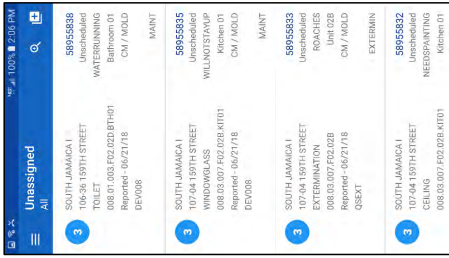 100% 2:06 PM
Unassigned
All
3
SOUTH JAMAICA I 58955838
106-36 159TH STREET Unscheduled
TOILET WATERRUNNING
008.01.003.F02.02D.BTH01 Bathroom 01
Reported - 06/21/18 CM / MOLD
DEV008 MAINT
3
SOUTH JAMAICA I 58955835
107-04 159TH STREET Unscheduled
WINDOWGLASS WILLNOTSTAYUP
008.03.007.F02.02B.KIT01 Kitchen 01
Reported - 06/21/18 CM / MOLD
DEV008 MAINT
3
SOUTH JAMAICA I 58955833
107-04 159TH STREET Unscheduled
EXTERMINATION ROACHES
008.03.007.F02.02B Unit 02B
Reported - 06/21/18 CM / MOLD
QSEXT EXTERMIN
3
SOUTH JAMAICA I 58955832
107-04 159TH STREET Unscheduled
CEILING NEEDSPAINTING
008.03.007.F02.02B.KIT01 Kitchen 01